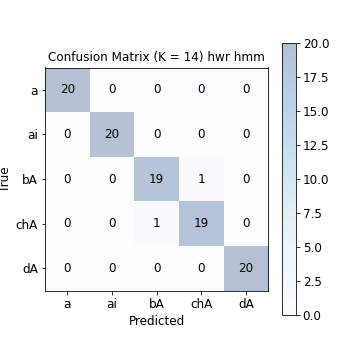 Confusion Matrix (K = 14) hwr hmm
a 20 0 0 0 0
ai 0 20 0 0 0
bA 0 0 19 1 0
chA 0 0 1 19 0
dA 0 0 0 0 20
a ai bA chA dA
Predicted
True
20.0
17.5
15.0
12.5
10.0
7.5
5.0
2.5
0.0